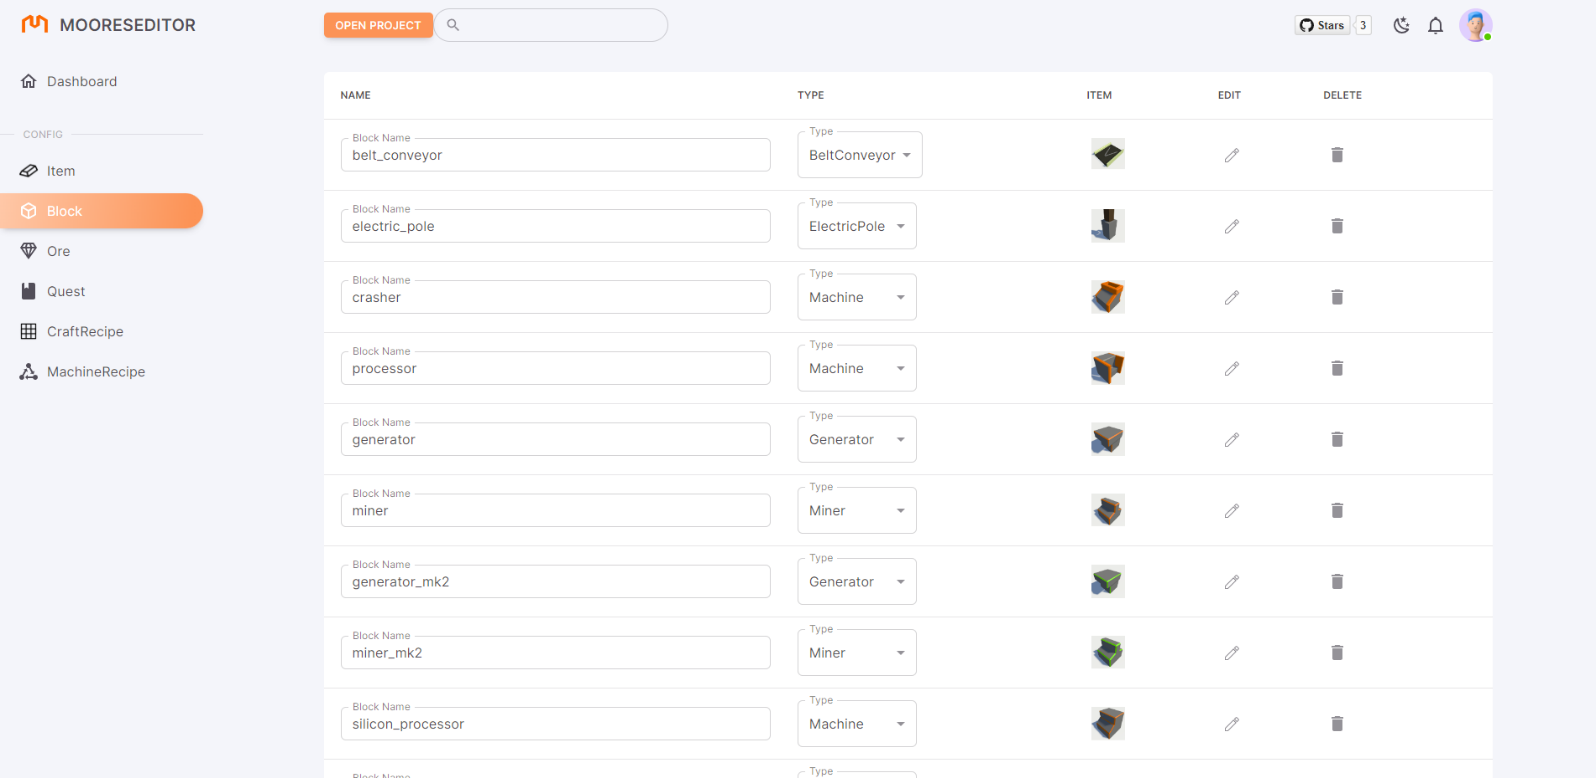 MOORESEDITOR
OPEN PROJECT
Stars
3
Dashboard
CONFIG
Item
Block
Ore
Quest
CraftRecipe
MachineRecipe
NAME TYPE ITEM EDIT DELETE
Block Name Type
belt_conveyor BeltConveyor
Block Name Type
electric_pole ElectricPole
Block Name Type
crasher Machine
Block Name Type
processor Machine
Block Name Type
generator Generator
Block Name Type
miner Miner
Block Name Type
generator_mk2 Generator
Block Name Type
miner_mk2 Miner
Block Name Type
silicon_processor Machine
Block Name Type